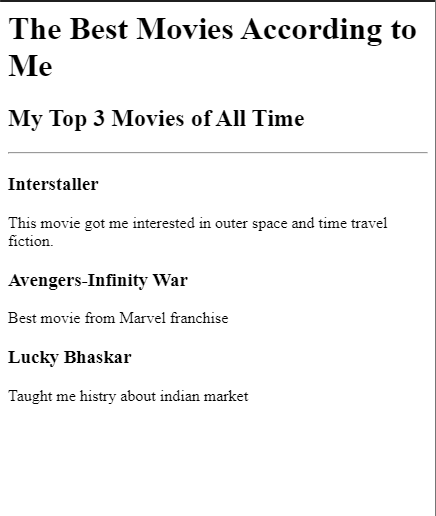 The Best Movies According to
Me
My Top 3 Movies of All Time
Interstaller
This movie got me interested in outer space and time travel
fiction.
Avengers-Infinity War
Best movie from Marvel franchise
Lucky Bhaskar
Taught me histry about indian market